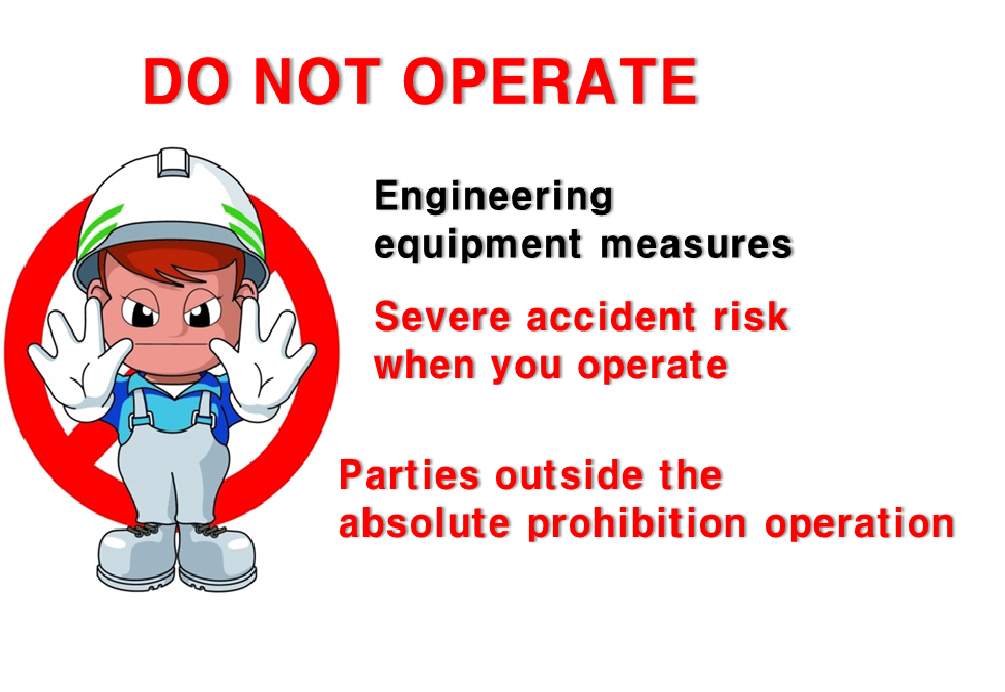 DO NOT OPERATE
Engineering
equipment measures
Severe accident risk
when you operate
Parties outside the
absolute prohibition operation